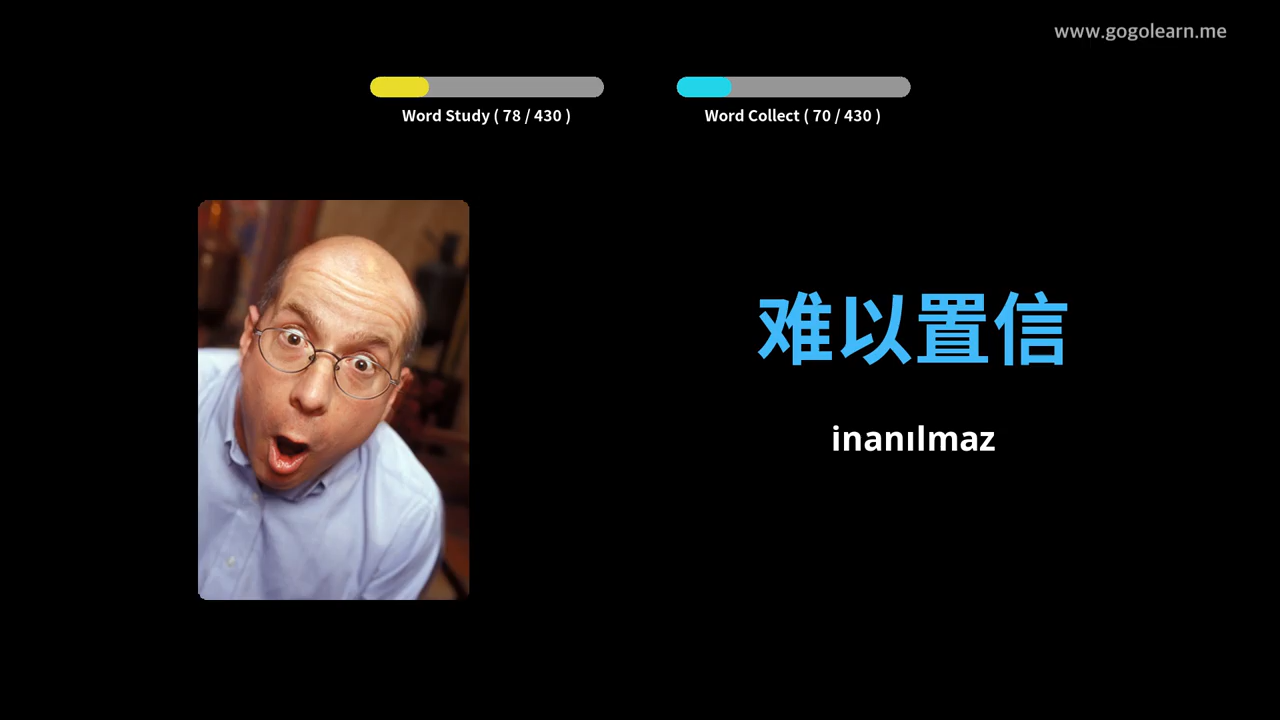 www.gogolearn.me
Word Study ( 78 / 430 )
Word Collect ( 70 / 430 )
难以置信
inanılmaz